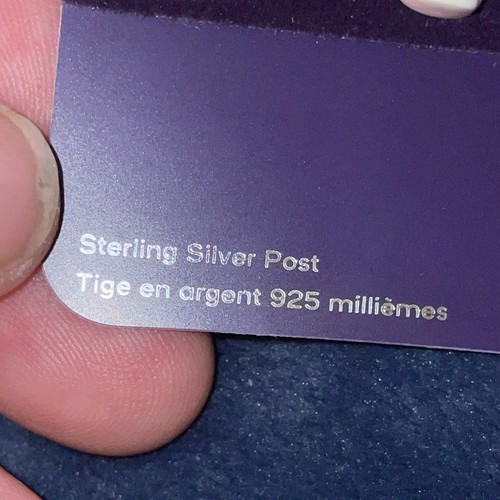 Sterling Silver Post
Tige en argent 925 millièmes